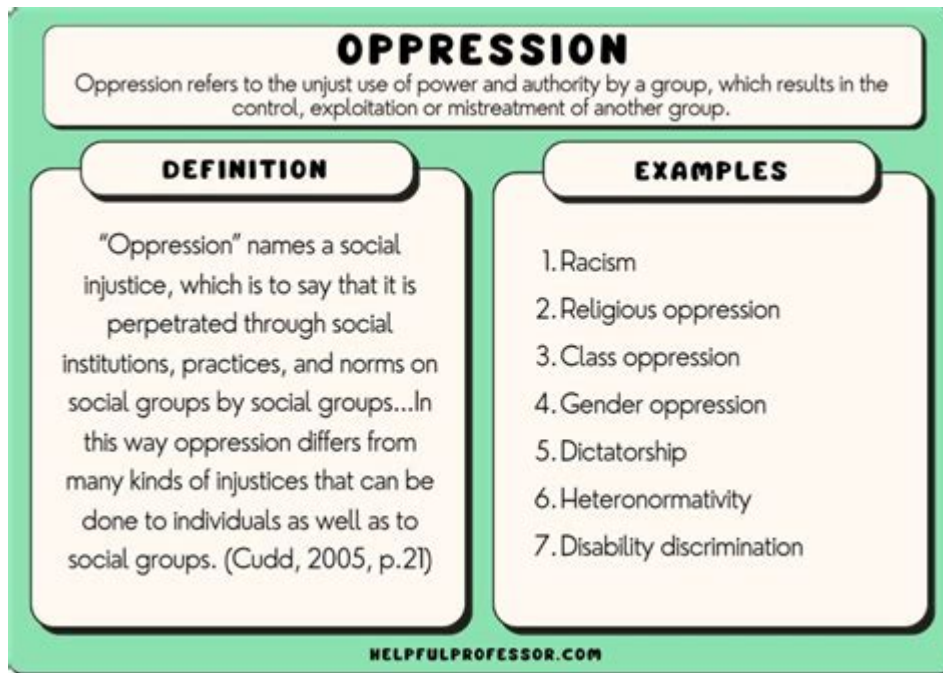 OPPRESSION
Oppression refers to the unjust use of power and authority by a group, which results in the
control, exploitation or mistreatment of another group.
DEFINITION
“Oppression” names a social
injustice, which is to say that it is
perpetrated through social
institutions, practices, and norms on
social groups by social groups...In
this way oppression differs from
many kinds of injustices that can be
done to individuals as well as to
social groups. (Cudd, 2005, p.21)
EXAMPLES
1. Racism
2. Religious oppression
3. Class oppression
4. Gender oppression
5. Dictatorship
6. Heteronormativity
7. Disability discrimination
HELPFULPROFESSOR.COM